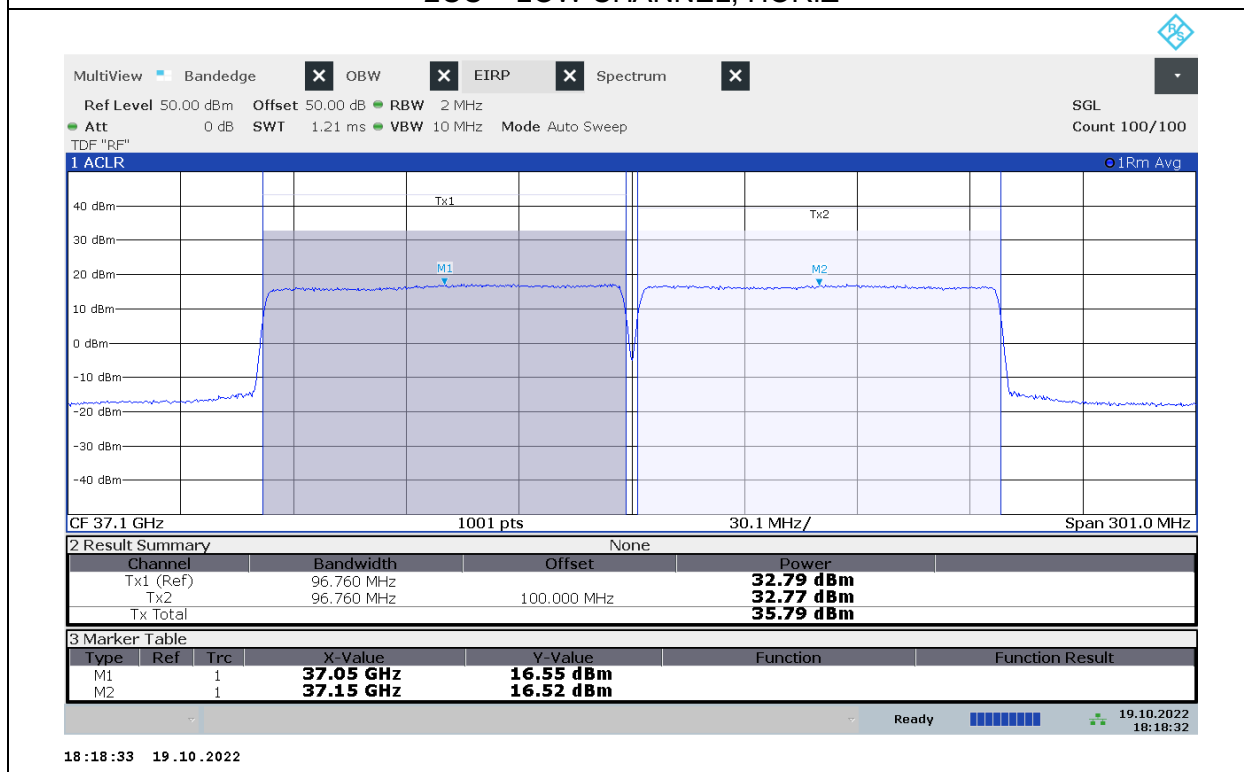 MultiView Bandedge OBW EIRP Spectrum
Ref Level 50.00 dBm Offset 50.00 dB RBW 2 MHz SGL
Att 0 dB SWT 1.21 ms VBW 10 MHz Mode Auto Sweep Count 100/100
TDF "RF"
1 ACLR 1Rm Avg
40 dBm Tx1
Tx2
30 dBm
20 dBm M1 M2
10 dBm
0 dBm
-10 dBm
-20 dBm
-30 dBm
-40 dBm
CF 37.1 GHz 1001 pts 30.1 MHz/ Span 301.0 MHz
2 Result Summary None
Channel Bandwidth Offset Power
Tx1 (Ref) 96.760 MHz 32.79 dBm
Tx2 96.760 MHz 100.000 MHz 32.77 dBm
Tx Total 35.79 dBm
3 Marker Table
Type Ref Trc X-Value Y-Value Function Function Result
M1 1 37.05 GHz 16.55 dBm
M2 1 37.15 GHz 16.52 dBm
Ready 19.10.2022
18:18:32
18:18:33 19.10.2022